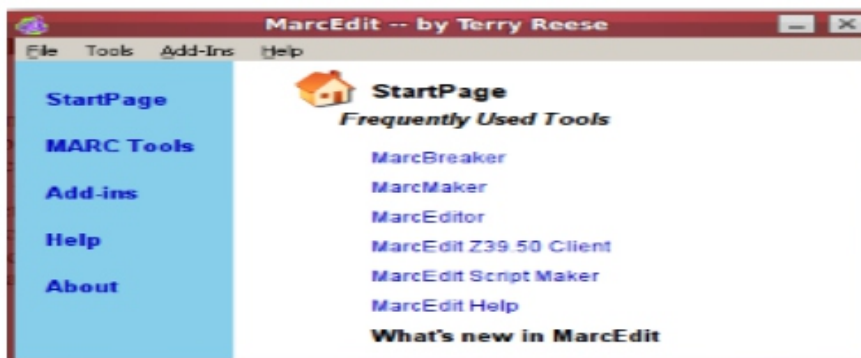 MarcEdit -- by Terry Reese
File Tools Add-Ins Help
StartPage
MARC Tools
Add-ins
Help
About
StartPage
Frequently Used Tools
MarcBreaker
MarcMaker
MarcEditor
MarcEdit Z39.50 Client
MarcEdit Script Maker
MarcEdit Help
What's new in MarcEdit